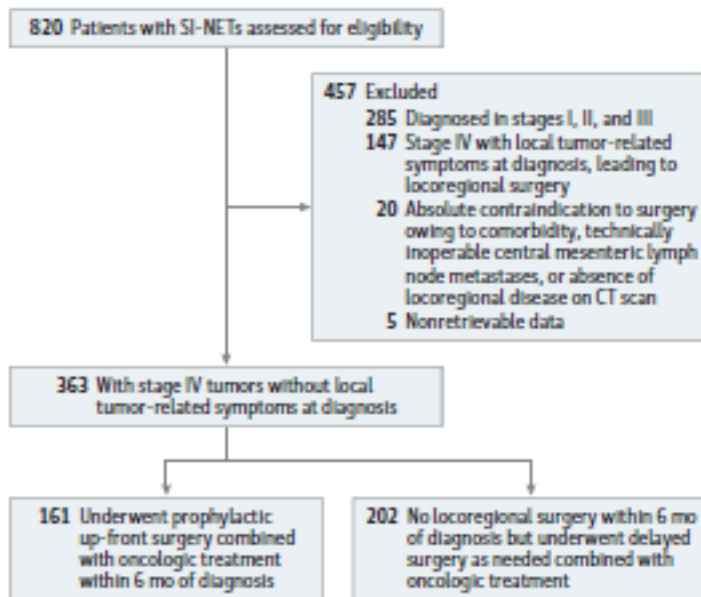 820 Patients with SI-NETs assessed for eligibility
457 Excluded
285 Diagnosed in stages I, II, and III
147 Stage IV with local tumor-related
symptoms at diagnosis, leading to
locoregional surgery
20 Absolute contraindication to surgery
owing to comorbidity, technically
inoperable central mesenteric lymph
node metastases, or absence of
locoregional disease on CT scan
5 Nonretrievable data
363 With stage IV tumors without local
tumor-related symptoms at diagnosis
161 Underwent prophylactic
up-front surgery combined
with oncologic treatment
within 6 mo of diagnosis
202 No locoregional surgery within 6 mo
of diagnosis but underwent delayed
surgery as needed combined with
oncologic treatment